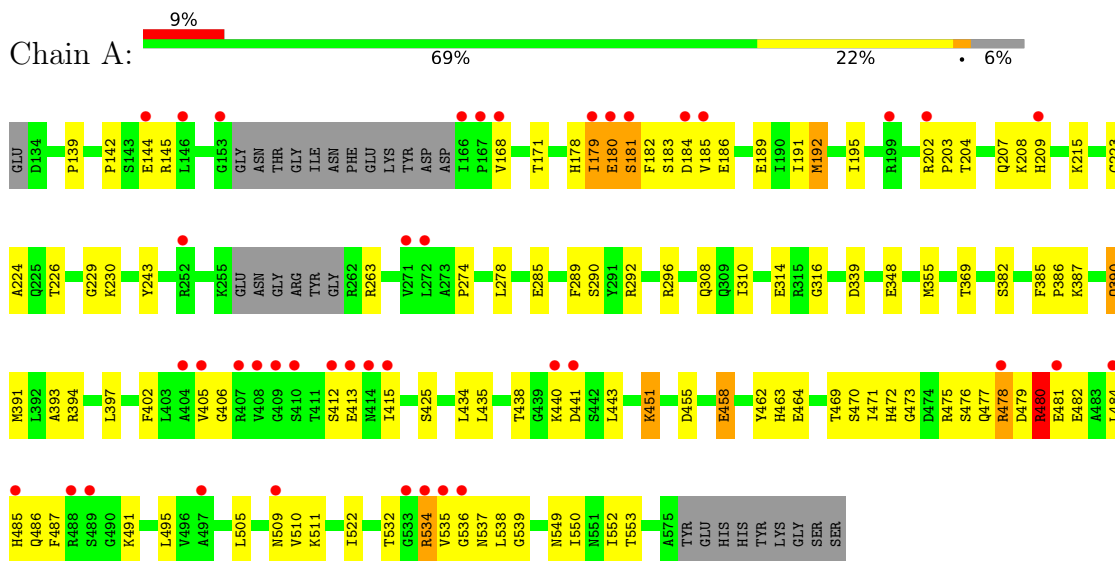 9%
Chain A:
69% 22% • 6%
GLU D134 P139 P142 S143 E144 R145 L146 G153 GLY ASN THR GLY ILE ASN PHE GLU LYS TYR ASP ASP I166 P167 V168 T171 H178 I179 E180 S181 F182 S183 D184 V185 E186 E189 I190 I191 M192 I195 R199 R202 P203 T204 Q207 K208 H209 K215
A224 Q225 T226 G229 K230 Y243 R252 K255 GLU ASN GLY ARG TYR GLY R262 R263 V271 L272 A273 P274 L278 E285 F289 S290 Y291 R292 R296 Q308 Q309 I310 E314 R315 G316 D339 E348 M355 T369 S382 F385 P386 K387
M391 L392 A393 R394 L397 F402 L403 A404 V405 G406 R407 V408 G409 S410 T411 S412 E413 N414 I415 S425 L434 L435 T438 G439 K440 D441 S442 L443 K451 D455 E458 Y462 H463 E464 T469 S470 I471 H472 G473 D474 R475 S476 Q477 R478 D479 R480 E481 E482 A483 L484
H485 Q486 F487 R488 S489 G490 K491 L495 V496 A497 L505 N509 V510 K511 I522 T532 G533 R534 V535 G536 N537 L538 G539 N549 I550 N551 I552 T553 A575 TYR GLU HIS HIS TYR LYS GLY SER SER